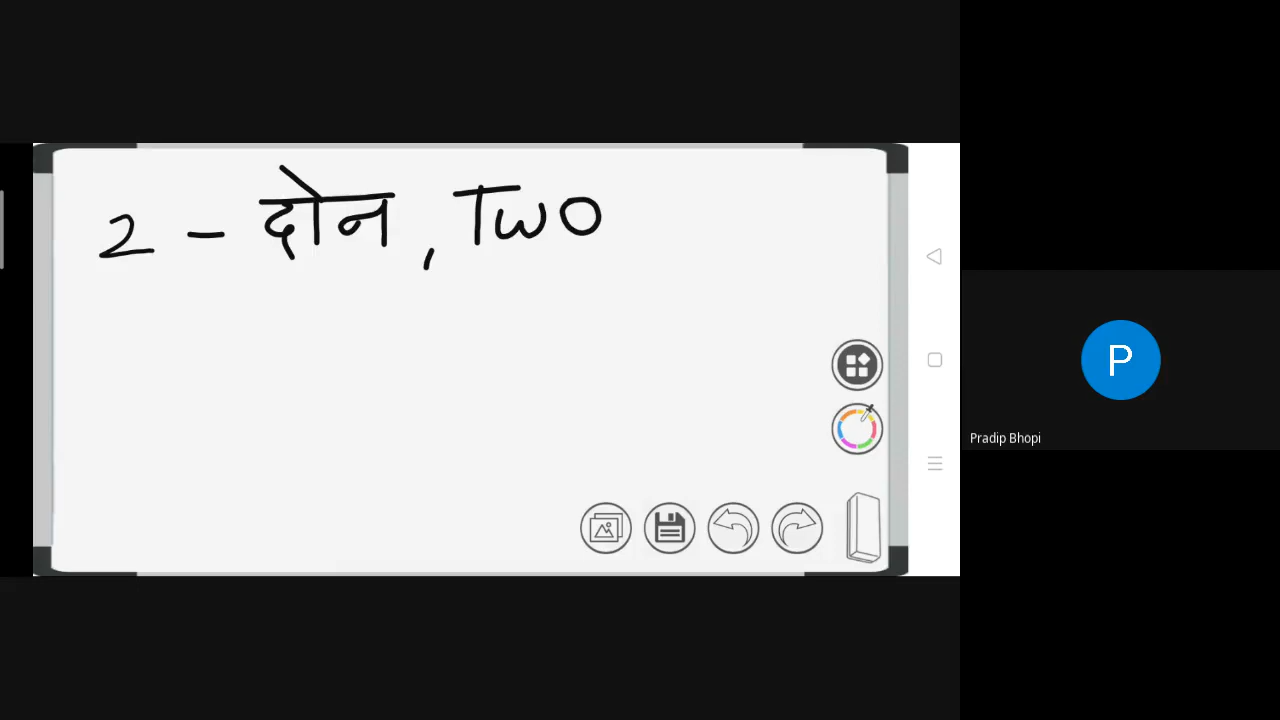 2 - दोन, Two
P
Pradip Bhopi